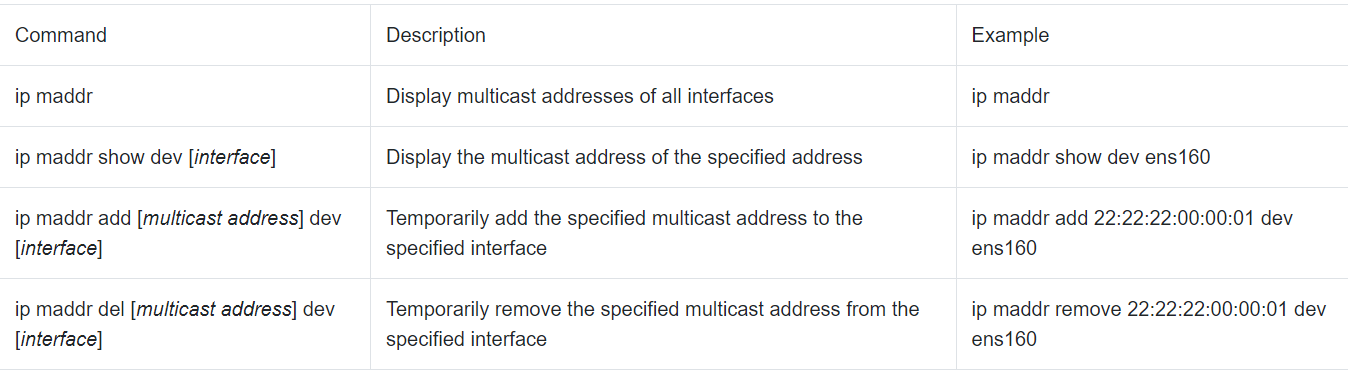 Command Description Example
ip maddr Display multicast addresses of all interfaces ip maddr
ip maddr show dev [interface] Display the multicast address of the specified address ip maddr show dev ens160
ip maddr add [multicast address] dev
[interface]
Temporarily add the specified multicast address to the
specified interface
ip maddr add 22:22:22:00:00:01 dev
ens160
ip maddr del [multicast address] dev
[interface]
Temporarily remove the specified multicast address from the
specified interface
ip maddr remove 22:22:22:00:00:01 dev
ens160